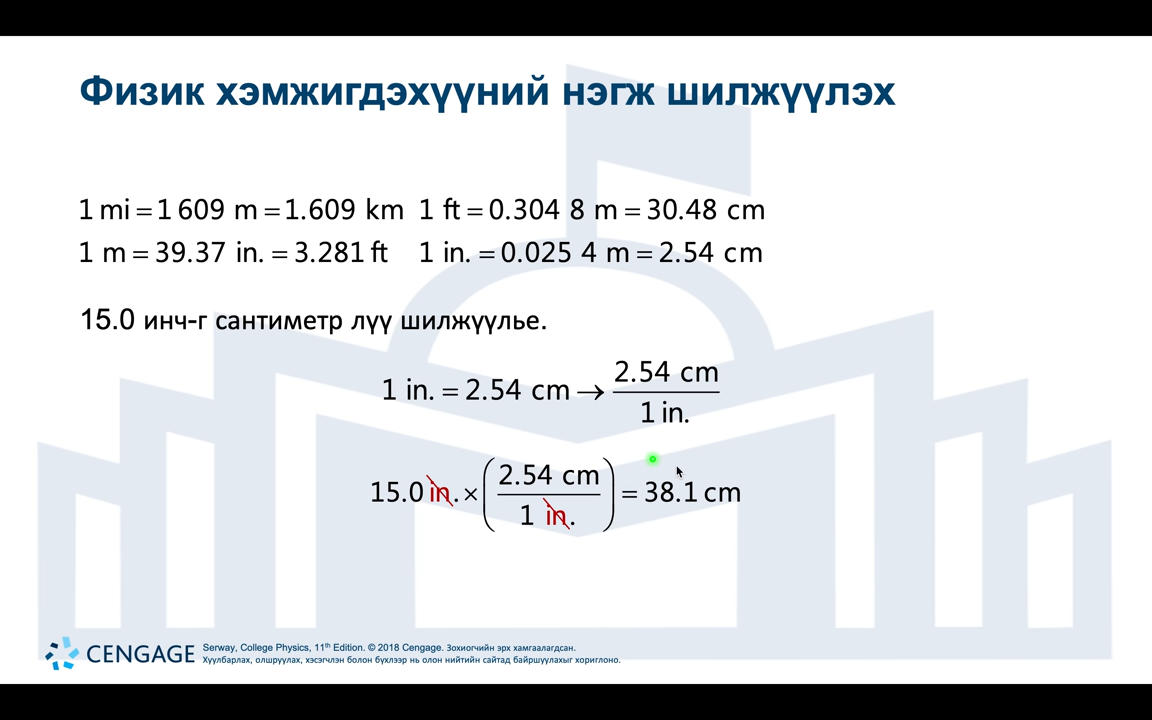 Физик хэмжигдэхүүний нэгж шилжүүлэх
1 mi = 1 609 m = 1.609 km 1 ft = 0.304 8 m = 30.48 cm
1 m = 39.37 in. = 3.281 ft 1 in. = 0.025 4 m = 2.54 cm
15.0 инч-г сантиметр лүү шилжүүлье.
1 in. = 2.54 cm → 2.54 cm / 1 in.
15.0 in. × (2.54 cm / 1 in.) = 38.1 cm
CENGAGE
Serway, College Physics, 11th Edition. © 2018 Cengage. Зохиогчийн эрх хамгаалагдсан.
Хуулбарлах, олшруулах, хэсэгчлэн болон бүхлээр нь олон нийтийн сайтад байршуулахыг хориглоно.